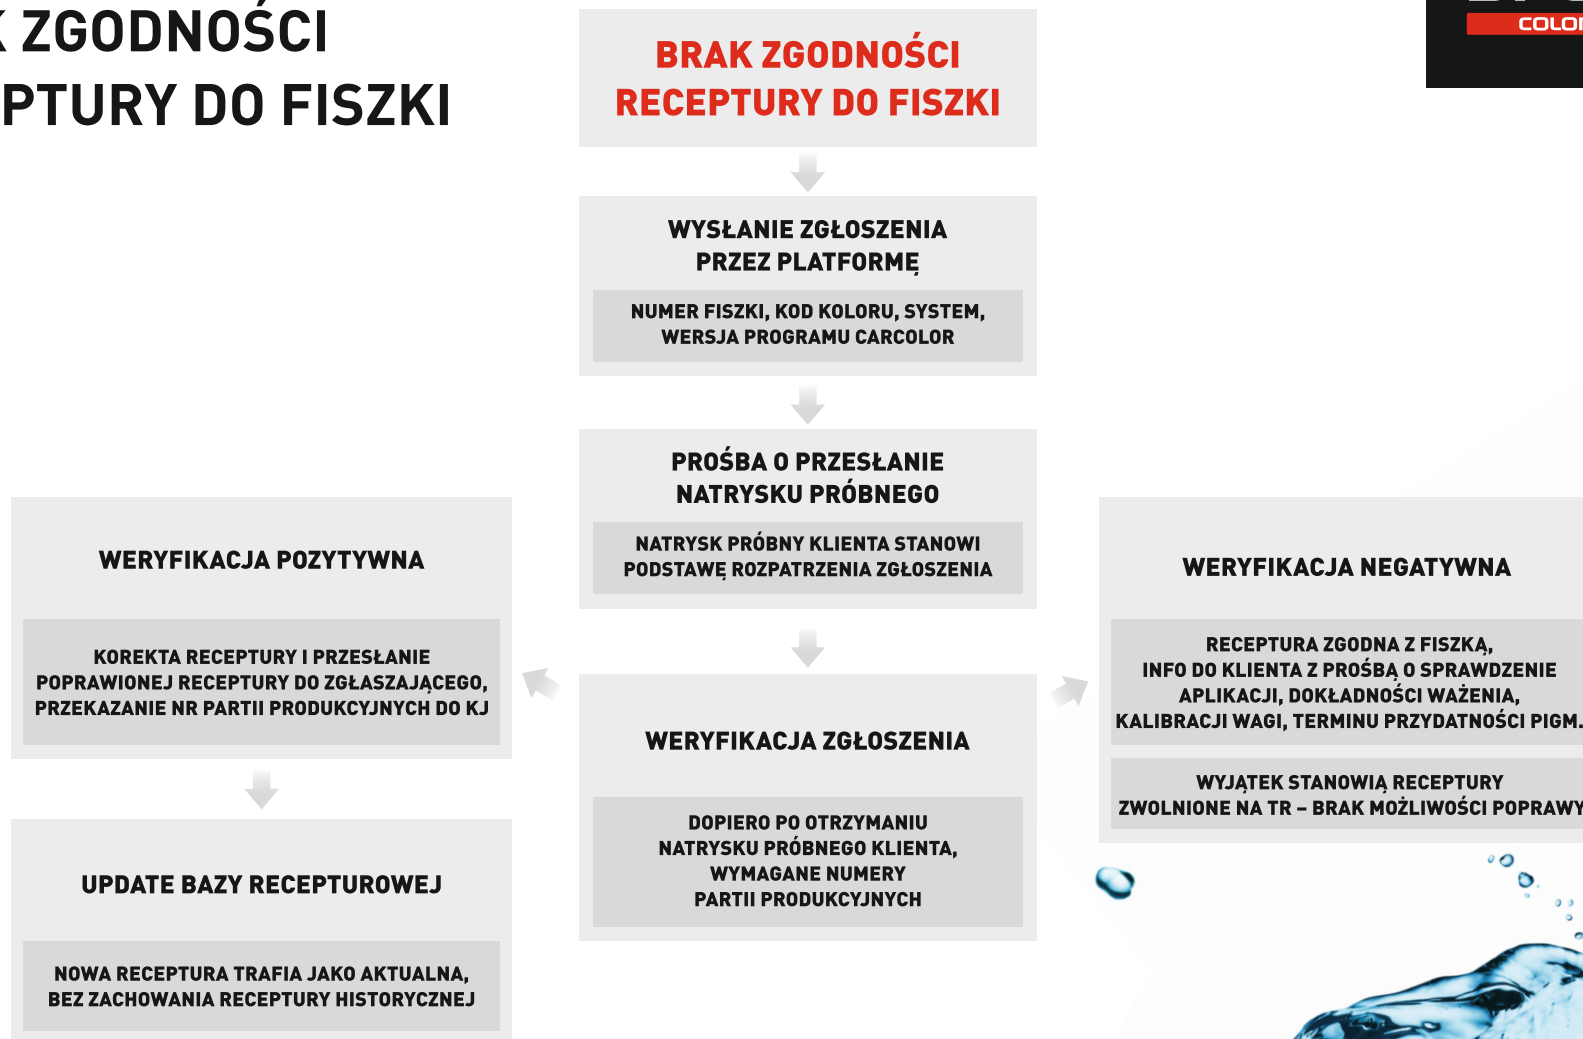 ZGODNOŚCI
PTURY DO FISZKI
BRAK ZGODNOŚCI
RECEPTURY DO FISZKI
COLOR
WYSŁANIE ZGŁOSZENIA
PRZEZ PLATFORMĘ
NUMER FISZKI, KOD KOLORU, SYSTEM,
WERSJA PROGRAMU CARCOLOR
PROŚBA O PRZESŁANIE
NATRYSKU PRÓBNEGO
NATRYSK PRÓBNY KLIENTA STANOWI
PODSTAWĘ ROZPATRZENIA ZGŁOSZENIA
WERYFIKACJA POZYTYWNA
KOREKTA RECEPTURY I PRZESŁANIE
POPRAWIONEJ RECEPTURY DO ZGŁASZAJĄCEGO,
PRZEKAZANIE NR PARTII PRODUKCYJNYCH DO KJ
UPDATE BAZY RECEPTUROWEJ
NOWA RECEPTURA TRAFIA JAKO AKTUALNA,
BEZ ZACHOWANIA RECEPTURY HISTORYCZNEJ
WERYFIKACJA ZGŁOSZENIA
DOPIERO PO OTRZYMANIU
NATRYSKU PRÓBNEGO KLIENTA,
WYMAGANE NUMERY
PARTII PRODUKCYJNYCH
WERYFIKACJA NEGATYWNA
RECEPTURA ZGODNA Z FISZKĄ,
INFO DO KLIENTA Z PROŚBĄ O SPRAWDZENIE
APLIKACJI, DOKŁADNOŚCI WAŻENIA,
KALIBRACJI WAGI, TERMINU PRZYDATNOŚCI PIGM.
WYJĄTEK STANOWIĄ RECEPTURY
ZWOLNIONE NA TR – BRAK MOŻLIWOŚCI POPRAWY